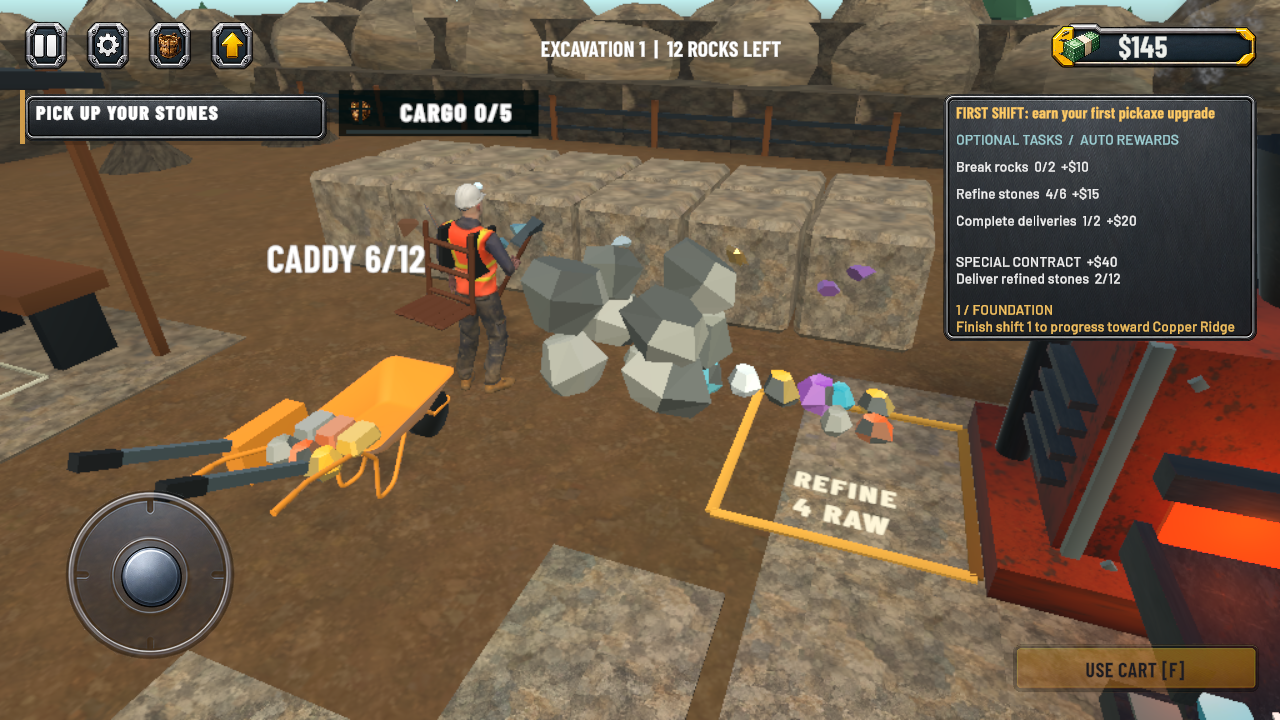 EXCAVATION 1 | 12 ROCKS LEFT
$145
PICK UP YOUR STONES
CARGO 0/5
FIRST SHIFT: earn your first pickaxe upgrade
OPTIONAL TASKS / AUTO REWARDS
Break rocks 0/2 +$10
Refine stones 4/6 +$15
Complete deliveries 1/2 +$20
SPECIAL CONTRACT +$40
Deliver refined stones 2/12
1 / FOUNDATION
Finish shift 1 to progress toward Copper Ridge
CADDY 6/12
REFINE
4 RAW
USE CART [F]